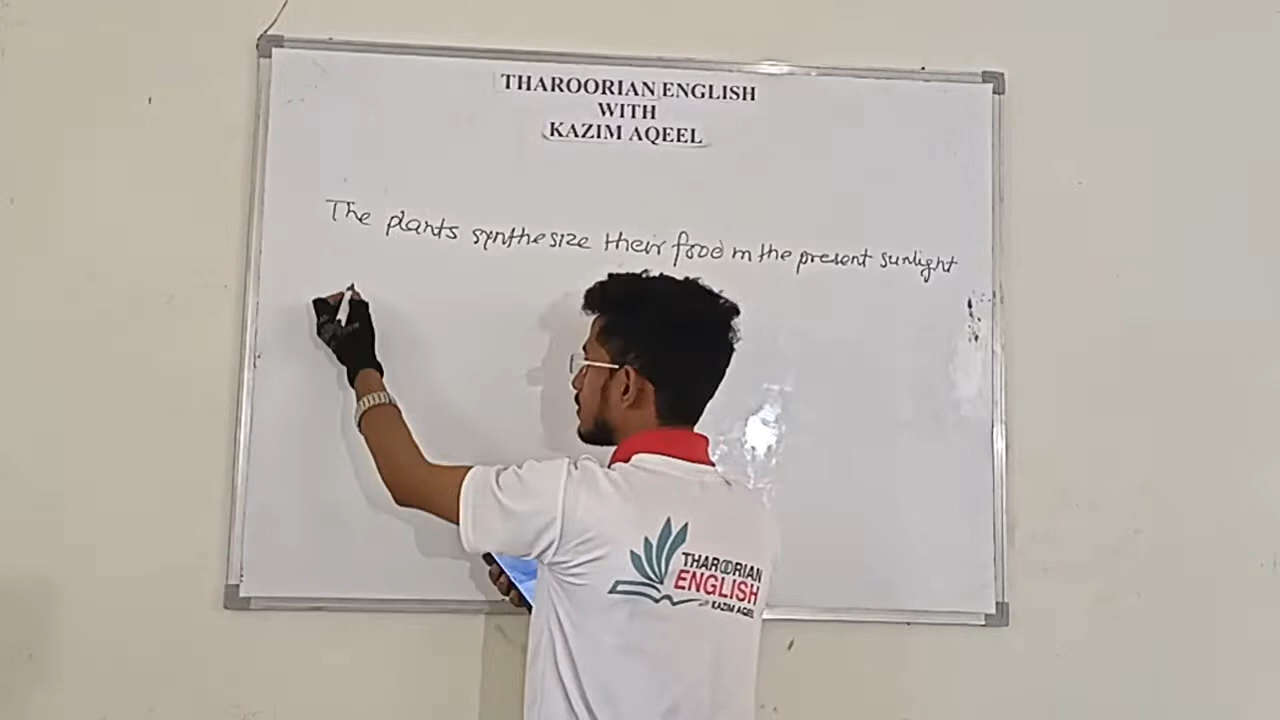 THAROORIAN ENGLISH
WITH
KAZIM AQEEL
The plants synthesize their food in the present sunlight
THAROORIAN
ENGLISH
KAZIM AQEEL